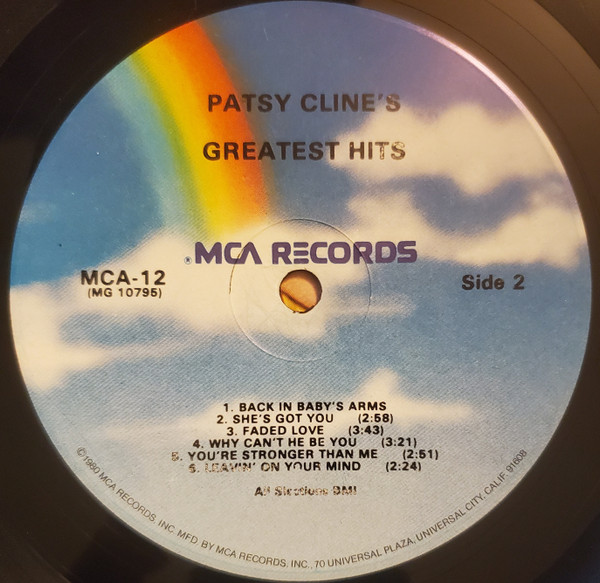 PATSY CLINE'S
GREATEST HITS
®MCA RECORDS
MCA-12
(MG 10795)
Side 2
1. BACK IN BABY'S ARMS
2. SHE'S GOT YOU (2:58)
3. FADED LOVE (3:43)
4. WHY CAN'T HE BE YOU (3:21)
5. YOU'RE STRONGER THAN ME (2:51)
6. LEAVIN' ON YOUR MIND (2:24)
All BMI
©1980 MCA RECORDS, INC. MFD. BY MCA RECORDS, INC., 70 UNIVERSAL PLAZA, UNIVERSAL CITY, CALIF. 91608